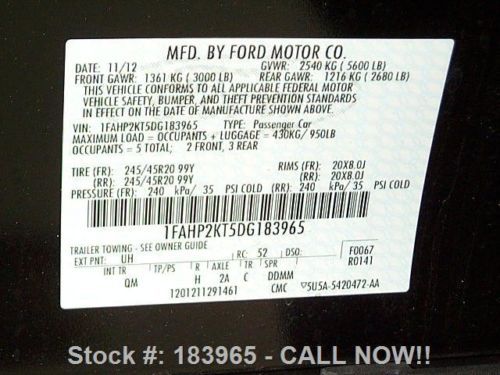 MFD. BY FORD MOTOR CO.
DATE: 11/12 GVWR: 2540 KG ( 5600 LB)
FRONT GAWR: 1361 KG ( 3000 LB) REAR GAWR: 1216 KG ( 2680 LB)
THIS VEHICLE CONFORMS TO ALL APPLICABLE FEDERAL MOTOR
VEHICLE SAFETY, BUMPER, AND THEFT PREVENTION STANDARDS
IN EFFECT ON THE DATE OF MANUFACTURE SHOWN ABOVE.
VIN: 1FAHP2KT5DG183965 TYPE: Passenger Car
MAXIMUM LOAD = OCCUPANTS + LUGGAGE = 430KG/ 950LB
OCCUPANTS = 5 TOTAL; 2 FRONT, 3 REAR
TIRE (FR): 245/45R20 99Y RIMS (FR): 20X8.0J
(RR): 245/45R20 99Y (RR): 20X8.0J
PRESSURE (FR): 240 kPa/ 35 PSI COLD (RR): 240 kPa/ 35 PSI COLD
1FAHP2KT5DG183965
TRAILER TOWING - SEE OWNER GUIDE
EXT PNT: UH RC: 52 DSO: F0067
R0141
INT TR TP/PS R AXLE TR SPR DDMM
QM H 2A C CMC
1201211291461 5U5A-5420472-AA
Stock #: 183965 - CALL NOW!!